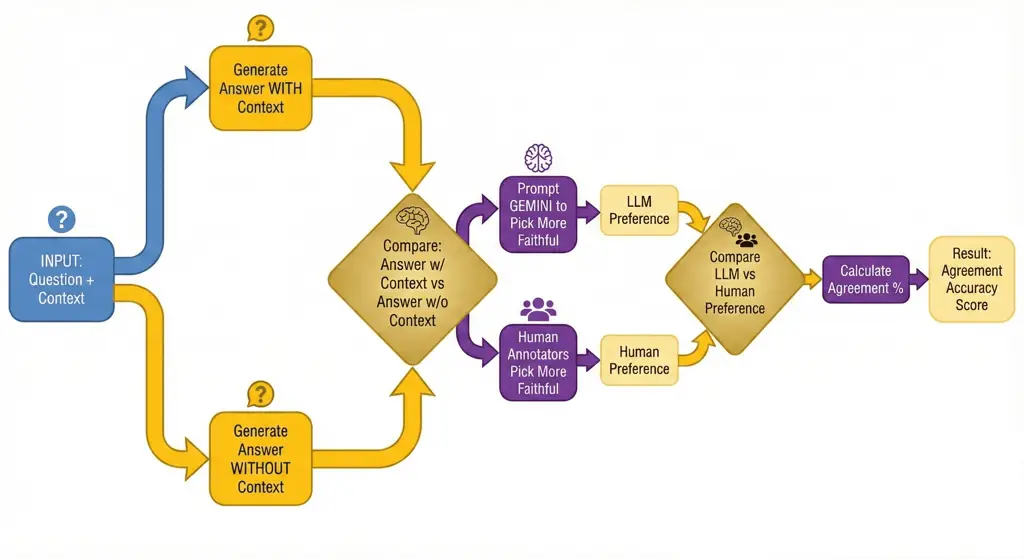 ?
Generate
Answer WITH
Context
?
INPUT:
Question +
Context
Compare:
Answer w/
Context vs
Answer w/o
Context
Prompt
GEMINI to
Pick More
Faithful
LLM
Preference
Human
Annotators
Pick More
Faithful
Human
Preference
Compare
LLM vs
Human
Preference
Calculate
Agreement %
Result:
Agreement
Accuracy
Score
?
Generate
Answer
WITHOUT
Context